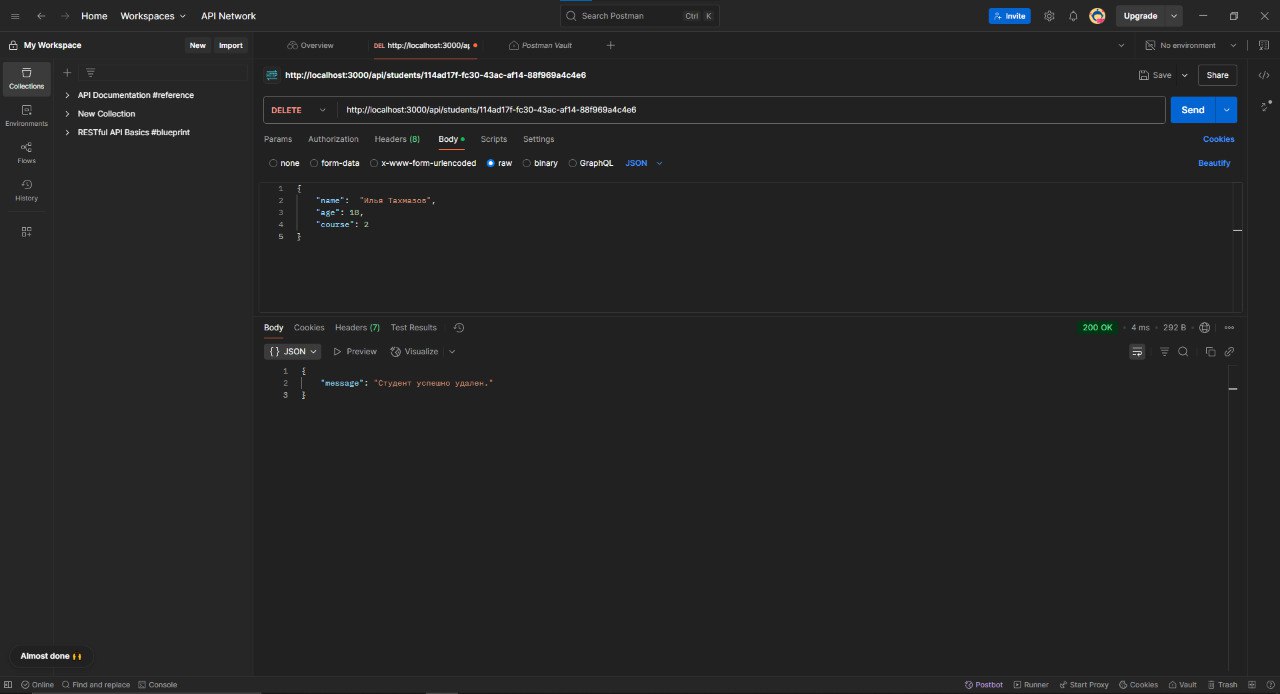 Home Workspaces API Network Search Postman Ctrl K Invite Upgrade
My Workspace New Import Overview DEL http://localhost:3000/ap Postman Vault No environment
Collections
Environments
Flows
History
API Documentation #reference
New Collection
RESTful API Basics #blueprint
http://localhost:3000/api/students/114ad17f-fc30-43ac-af14-88f969a4c4e6 Save Share
DELETE http://localhost:3000/api/students/114ad17f-fc30-43ac-af14-88f969a4c4e6 Send
Params Authorization Headers (8) Body Scripts Settings Cookies
none form-data x-www-form-urlencoded raw binary GraphQL JSON Beautify
1 {
2 "name": "Илья Тахмазов",
3 "age": 18,
4 "course": 2
5 }
Body Cookies Headers (7) Test Results 200 OK • 4 ms • 292 B
{ } JSON Preview Visualize
1 {
2 "message": "Студент успешно удален."
3 }
Almost done
Online Find and replace Console Postbot Runner Start Proxy Cookies Vault Trash